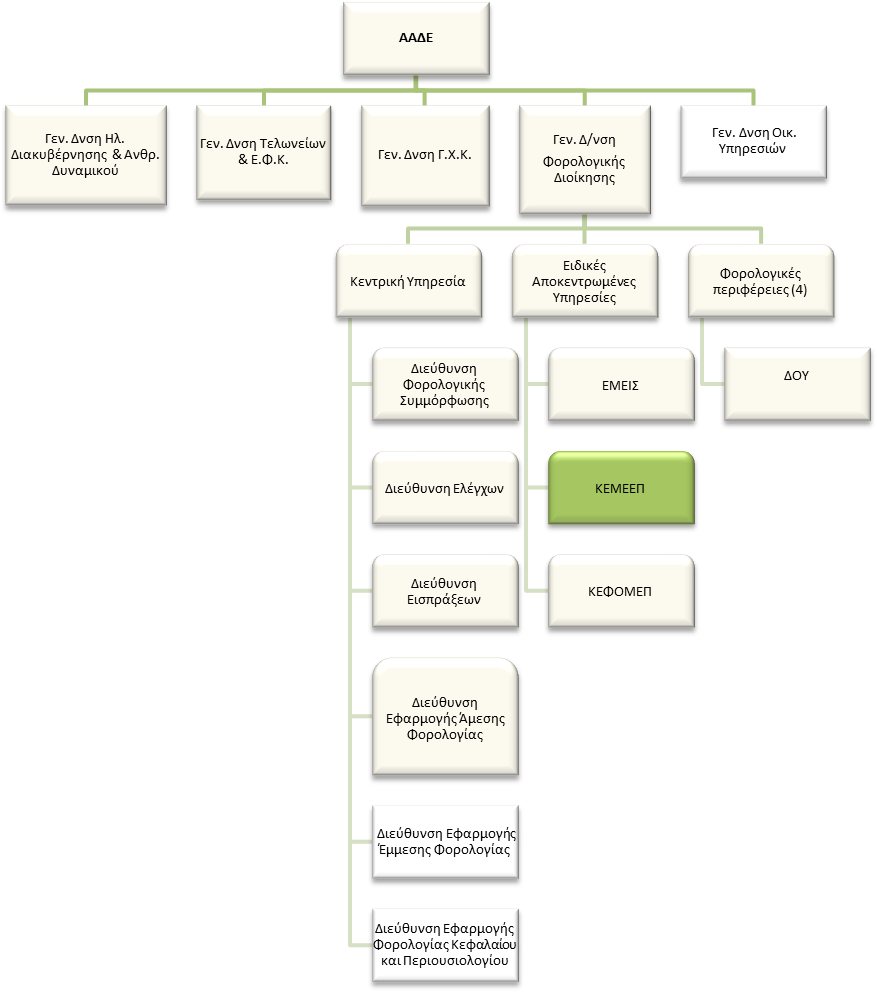 ΑΑΔΕ
Γεν. Δνση Ηλ.
Διακυβέρνησης & Ανθρ.
Δυναμικού
Γεν. Δνση Τελωνείων
& Ε.Φ.Κ.
Γεν. Δνση Γ.Χ.Κ.
Γεν. Δ/νση
Φορολογικής
Διοίκησης
Γεν. Δνση Οικ.
Υπηρεσιών
Κεντρική Υπηρεσία
Ειδικές
Αποκεντρωμένες
Υπηρεσίες
Φορολογικές
περιφέρειες (4)
Διεύθυνση
Φορολογικής
Συμμόρφωσης
ΕΜΕΙΣ
ΔΟΥ
Διεύθυνση Ελέγχων
ΚΕΜΕΕΠ
Διεύθυνση
Εισπράξεων
ΚΕΦΟΜΕΠ
Διεύθυνση
Εφαρμογής Άμεσης
Φορολογίας
Διεύθυνση Εφαρμογής
Έμμεσης Φορολογίας
Διεύθυνση Εφαρμογής
Φορολογίας Κεφαλαίου
και Περιουσιολογίου